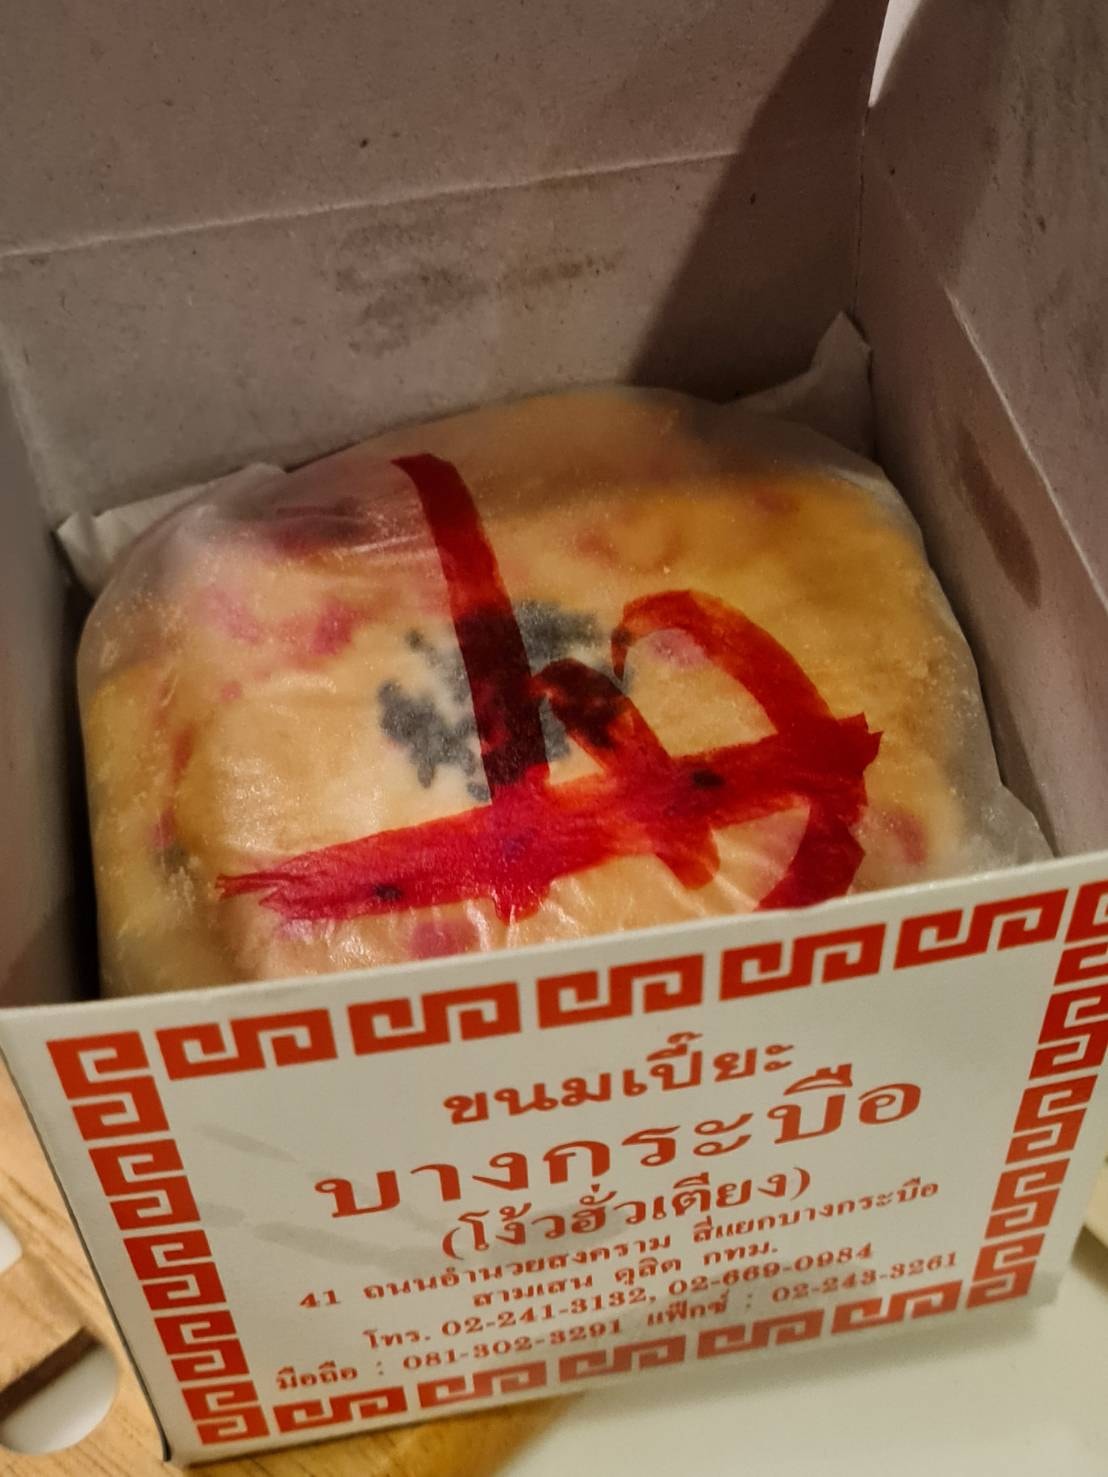 ขนมเปี๊ยะ
บางกระบือ
(โง้วฮั่วเตียง)
41 ถนนอำนวยสงคราม สี่แยกบางกระบือ
สามเสน ดุสิต กทม.
โทร. 02-241-3132, 02-669-0984
มือถือ : 081-302-3291 แฟ็กซ์ : 02-243-3261